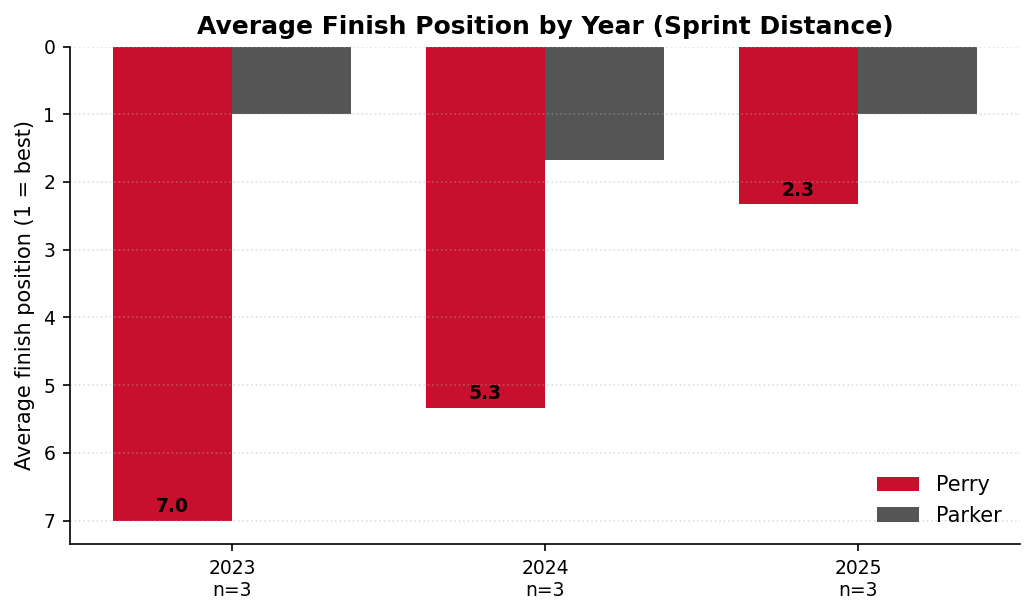 Average Finish Position by Year (Sprint Distance)
Average finish position (1 = best)
0
1
2
3
4
5
6
7
7.0
5.3
2.3
Perry
Parker
2023
n=3
2024
n=3
2025
n=3